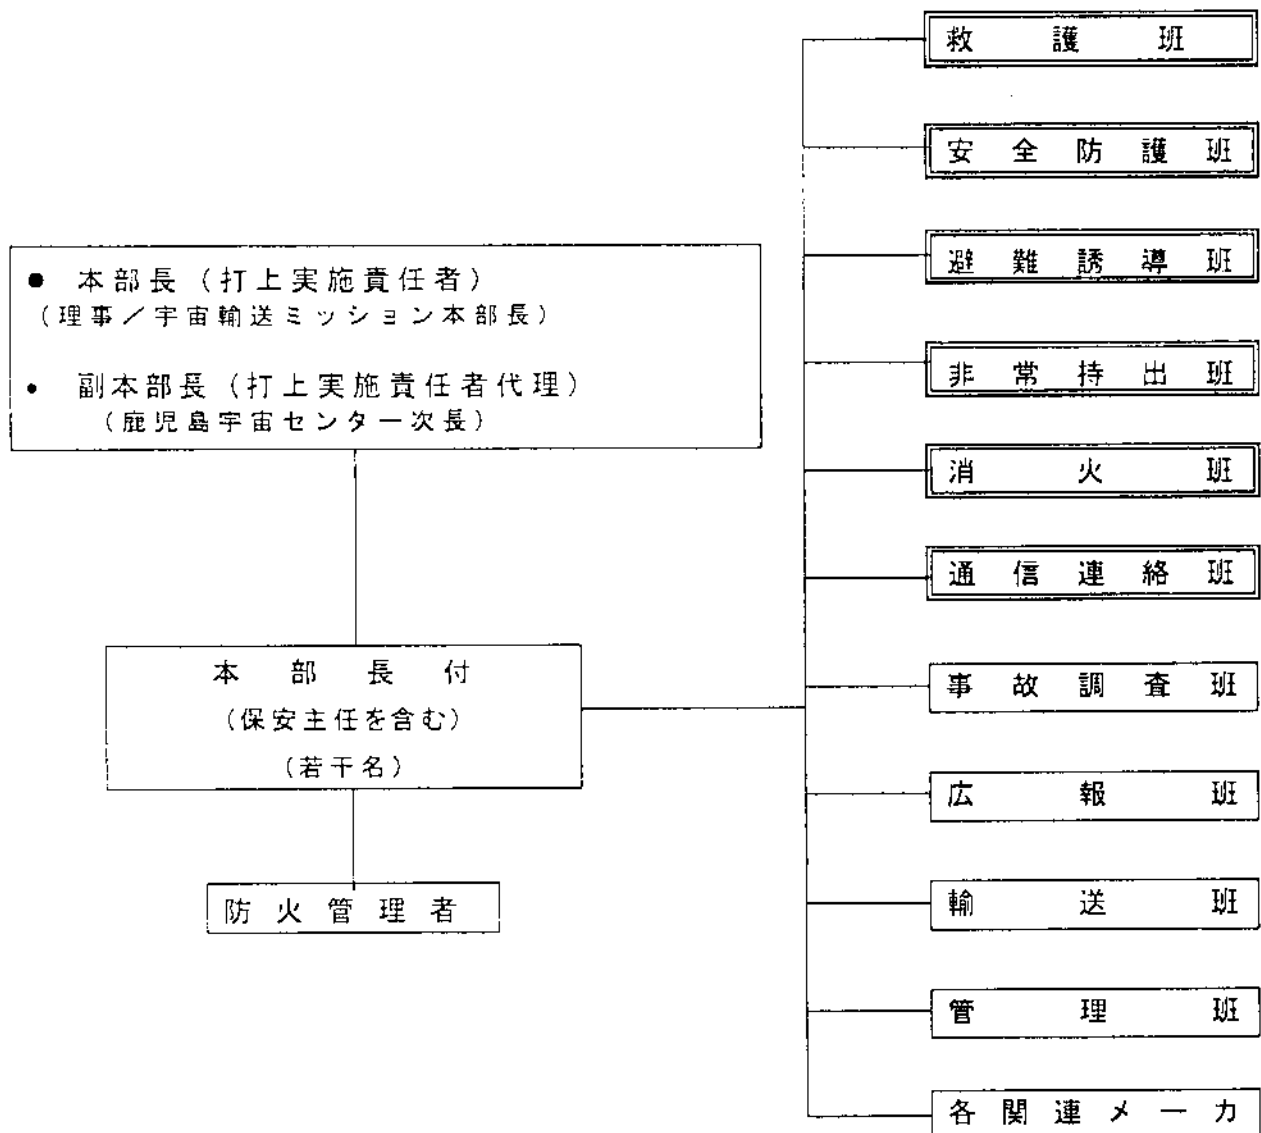 ● 本部長（打上実施責任者）
（理事／宇宙輸送ミッション本部長）
• 副本部長（打上実施責任者代理）
（鹿児島宇宙センター次長）
本部長付
（保安主任を含む）
（若干名）
防火管理者
救護班
安全防護班
避難誘導班
非常持出班
消火班
通信連絡班
事故調査班
広報班
輸送班
管理班
各関連メーカ